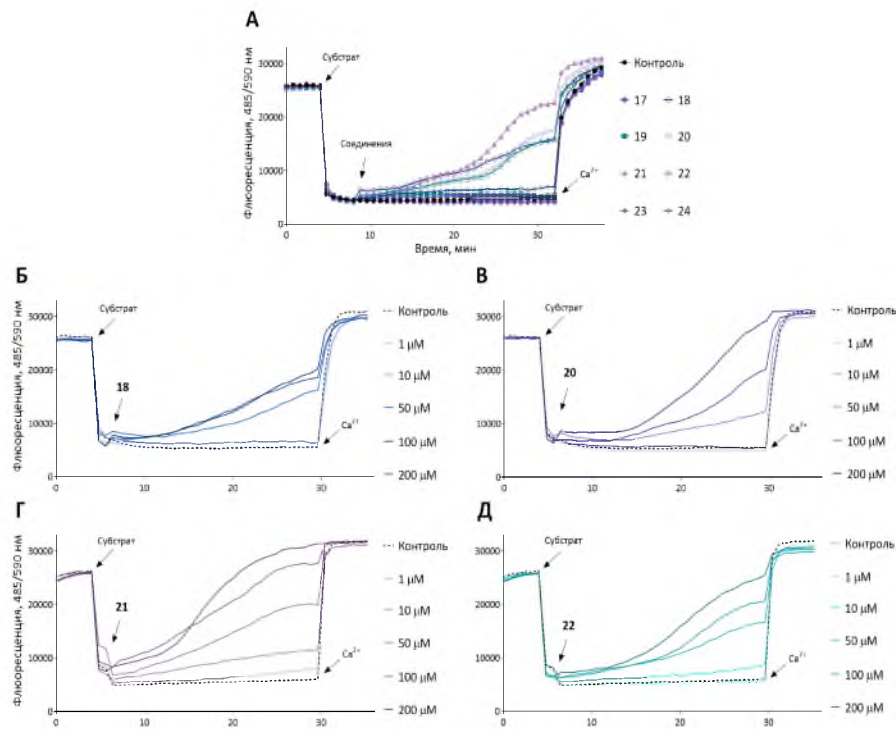 А
Флюоресценция, 485/590 нм
30000
20000
10000
0
0 10 20 30
Время, мин
Субстрат
Соединения
Ca²⁺
Контроль
17 18
19 20
21 22
23 24
Б
Флюоресценция, 485/590 нм
30000
20000
10000
0
0 10 20 30
Субстрат
18
Ca²⁺
Контроль
1 μM
10 μM
50 μM
100 μM
200 μM
В
30000
20000
10000
0
0 10 20 30
Субстрат
20
Ca²⁺
Контроль
1 μM
10 μM
50 μM
100 μM
200 μM
Г
Флюоресценция, 485/590 нм
30000
20000
10000
0
0 10 20 30
Субстрат
21
Ca²⁺
Контроль
1 μM
10 μM
50 μM
100 μM
200 μM
Д
30000
20000
10000
0
0 10 20 30
Субстрат
22
Ca²⁺
Контроль
1 μM
10 μM
50 μM
100 μM
200 μM